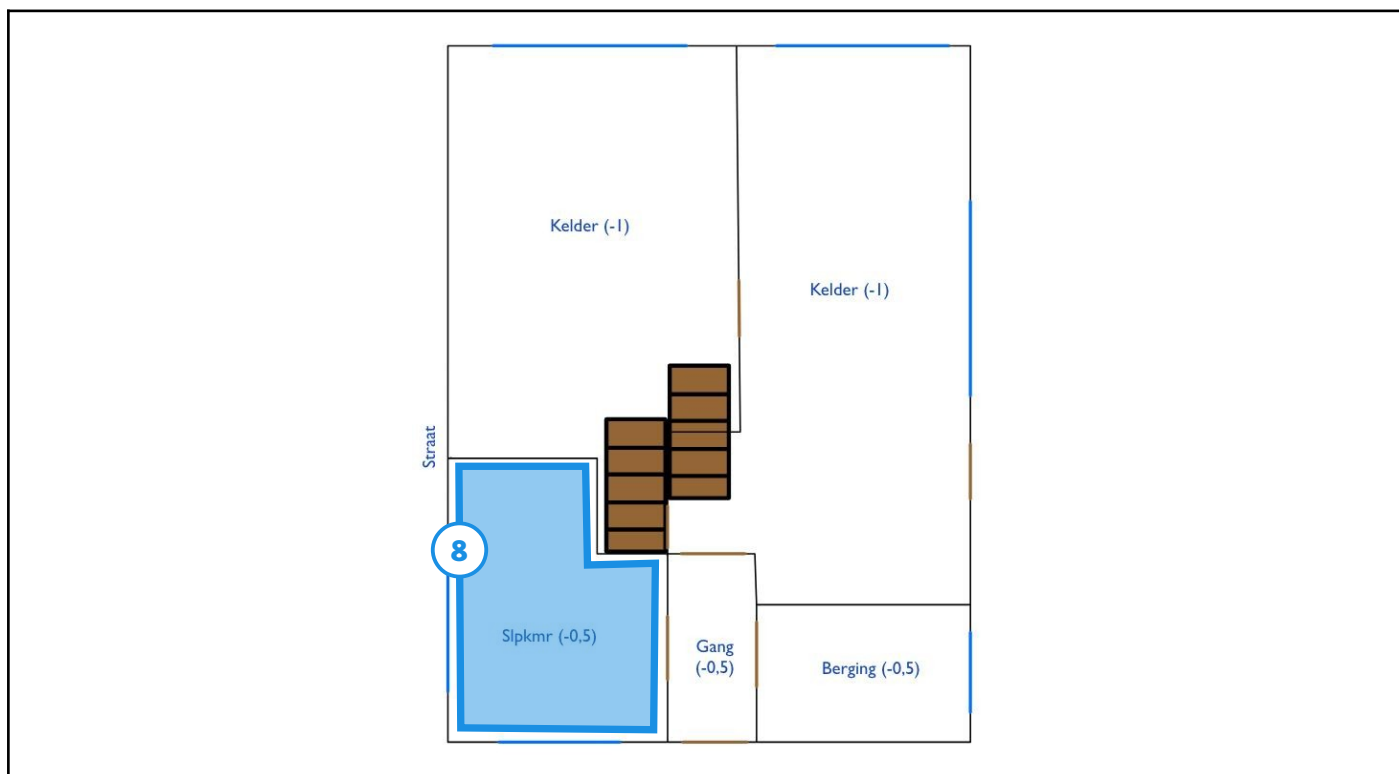 Kelder (-1)
Kelder (-1)
Straat
8
Slpkmr (-0,5)
Gang
(-0,5)
Berging (-0,5)